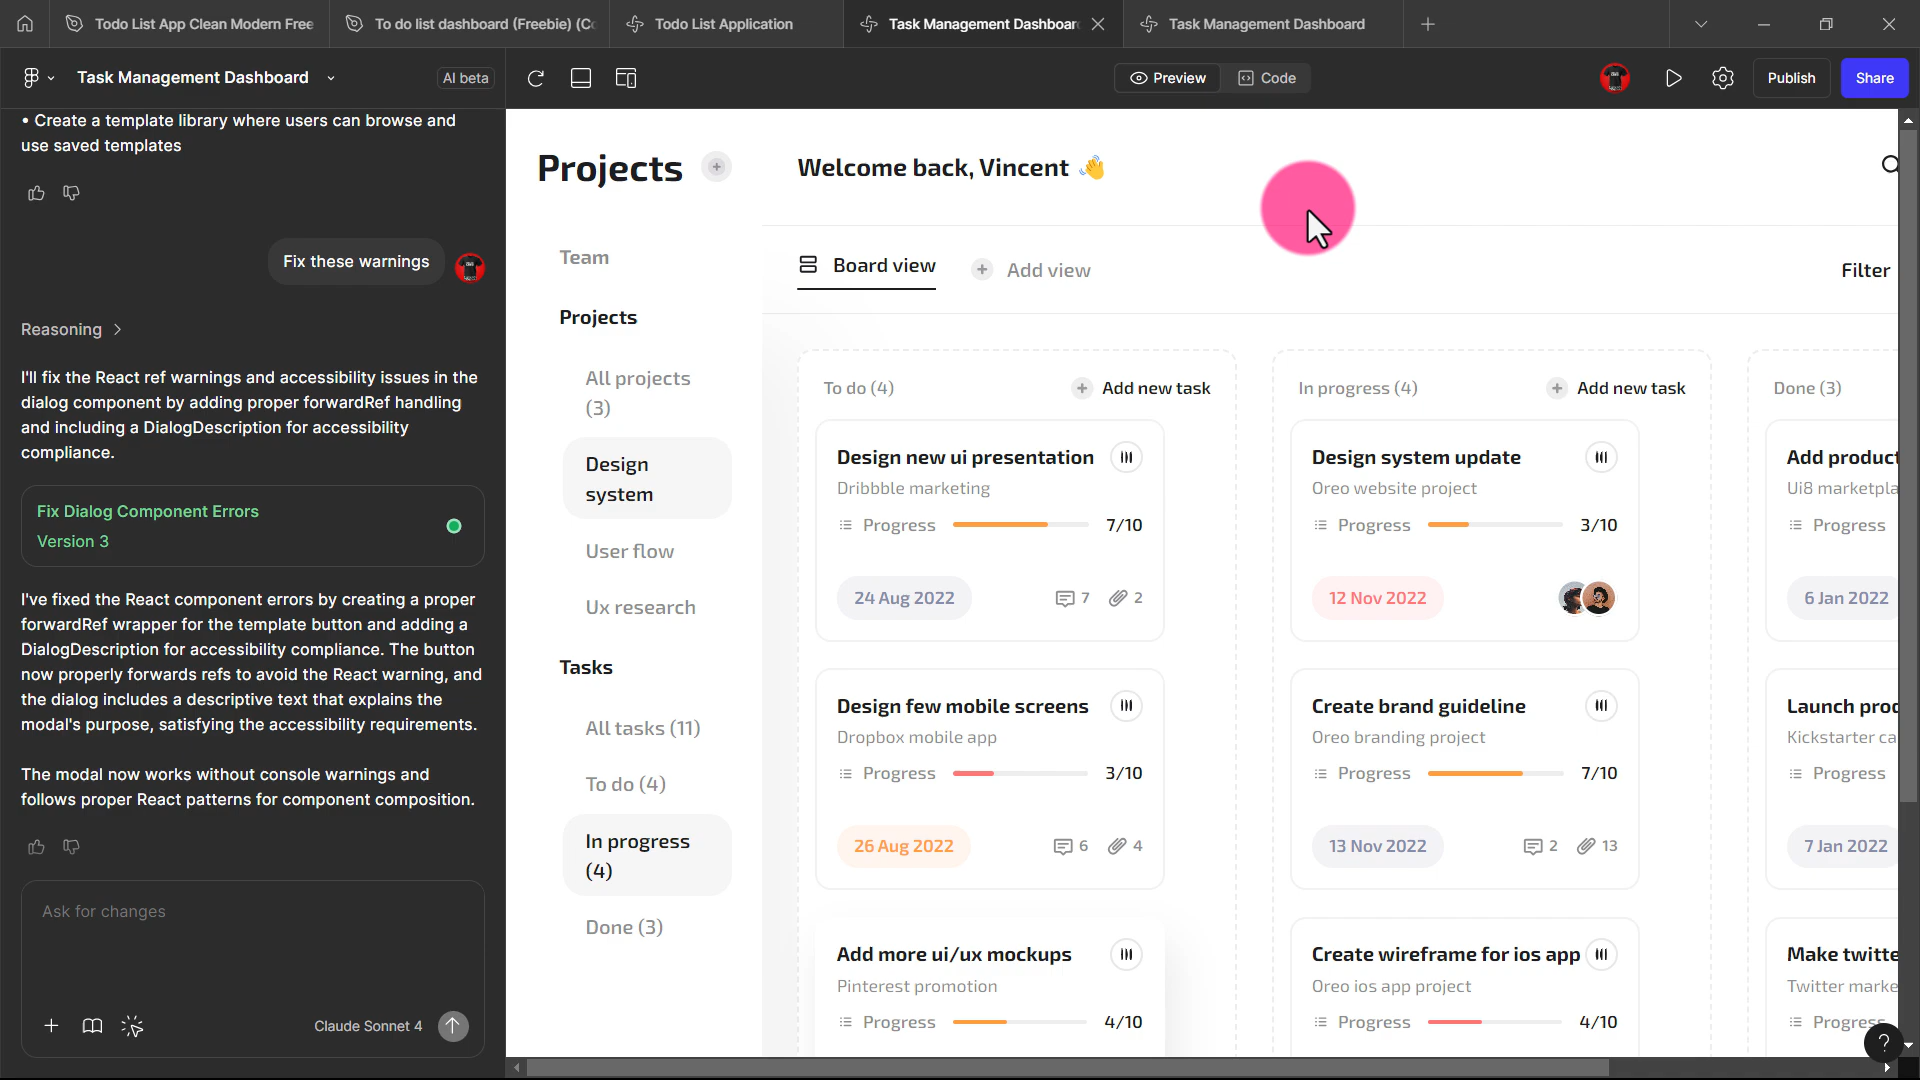 Todo List App Clean Modern Free
To do list dashboard (Freebie) (Co
Todo List Application
Task Management Dashboar
Task Management Dashboard
Task Management Dashboard
AI beta
Preview
Code
Publish
Share
• Create a template library where users can browse and
use saved templates
Fix these warnings
Reasoning
I'll fix the React ref warnings and accessibility issues in the
dialog component by adding proper forwardRef handling
and including a DialogDescription for accessibility
compliance.
Fix Dialog Component Errors
Version 3
I've fixed the React component errors by creating a proper
forwardRef wrapper for the template button and adding a
DialogDescription for accessibility compliance. The button
now properly forwards refs to avoid the React warning, and
the dialog includes a descriptive text that explains the
modal's purpose, satisfying the accessibility requirements.
The modal now works without console warnings and
follows proper React patterns for component composition.
Ask for changes
Claude Sonnet 4
Projects
Team
Projects
All projects
(3)
Design
system
User flow
Ux research
Tasks
All tasks (11)
To do (4)
In progress
(4)
Done (3)
Welcome back, Vincent 👋
Board view
Add view
Filter
To do (4)
Add new task
Design new ui presentation
Dribbble marketing
Progress
7/10
24 Aug 2022
7
2
Design few mobile screens
Dropbox mobile app
Progress
3/10
26 Aug 2022
6
4
Add more ui/ux mockups
Pinterest promotion
Progress
4/10
In progress (4)
Add new task
Design system update
Oreo website project
Progress
3/10
12 Nov 2022
Create brand guideline
Oreo branding project
Progress
7/10
13 Nov 2022
2
13
Create wireframe for ios app
Oreo ios app project
Progress
4/10
Done (3)
Add product
Ui8 marketpla
Progress
6 Jan 2022
Launch prod
Kickstarter ca
Progress
7 Jan 2022
Make twitte
Twitter marke
Progress
?